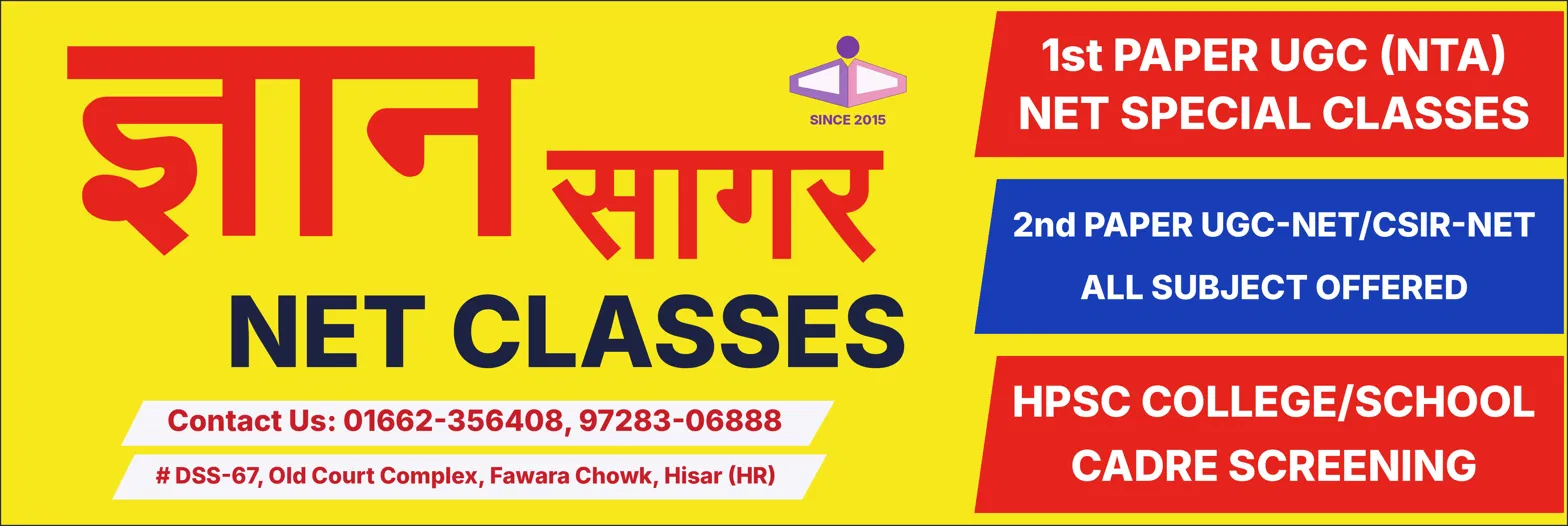 ज्ञान
सागर
SINCE 2015
NET CLASSES
Contact Us: 01662-356408, 97283-06888
# DSS-67, Old Court Complex, Fawara Chowk, Hisar (HR)
1st PAPER UGC (NTA)
NET SPECIAL CLASSES
2nd PAPER UGC-NET/CSIR-NET
ALL SUBJECT OFFERED
HPSC COLLEGE/SCHOOL
CADRE SCREENING